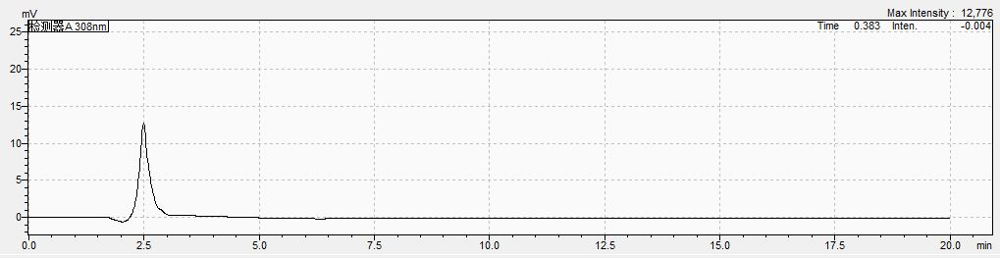 mV
Max Intensity : 12,776
检测器A 308nm
Time 0.383 Inten. -0.004
25
20
15
10
5
0
0.0 2.5 5.0 7.5 10.0 12.5 15.0 17.5 20.0 min